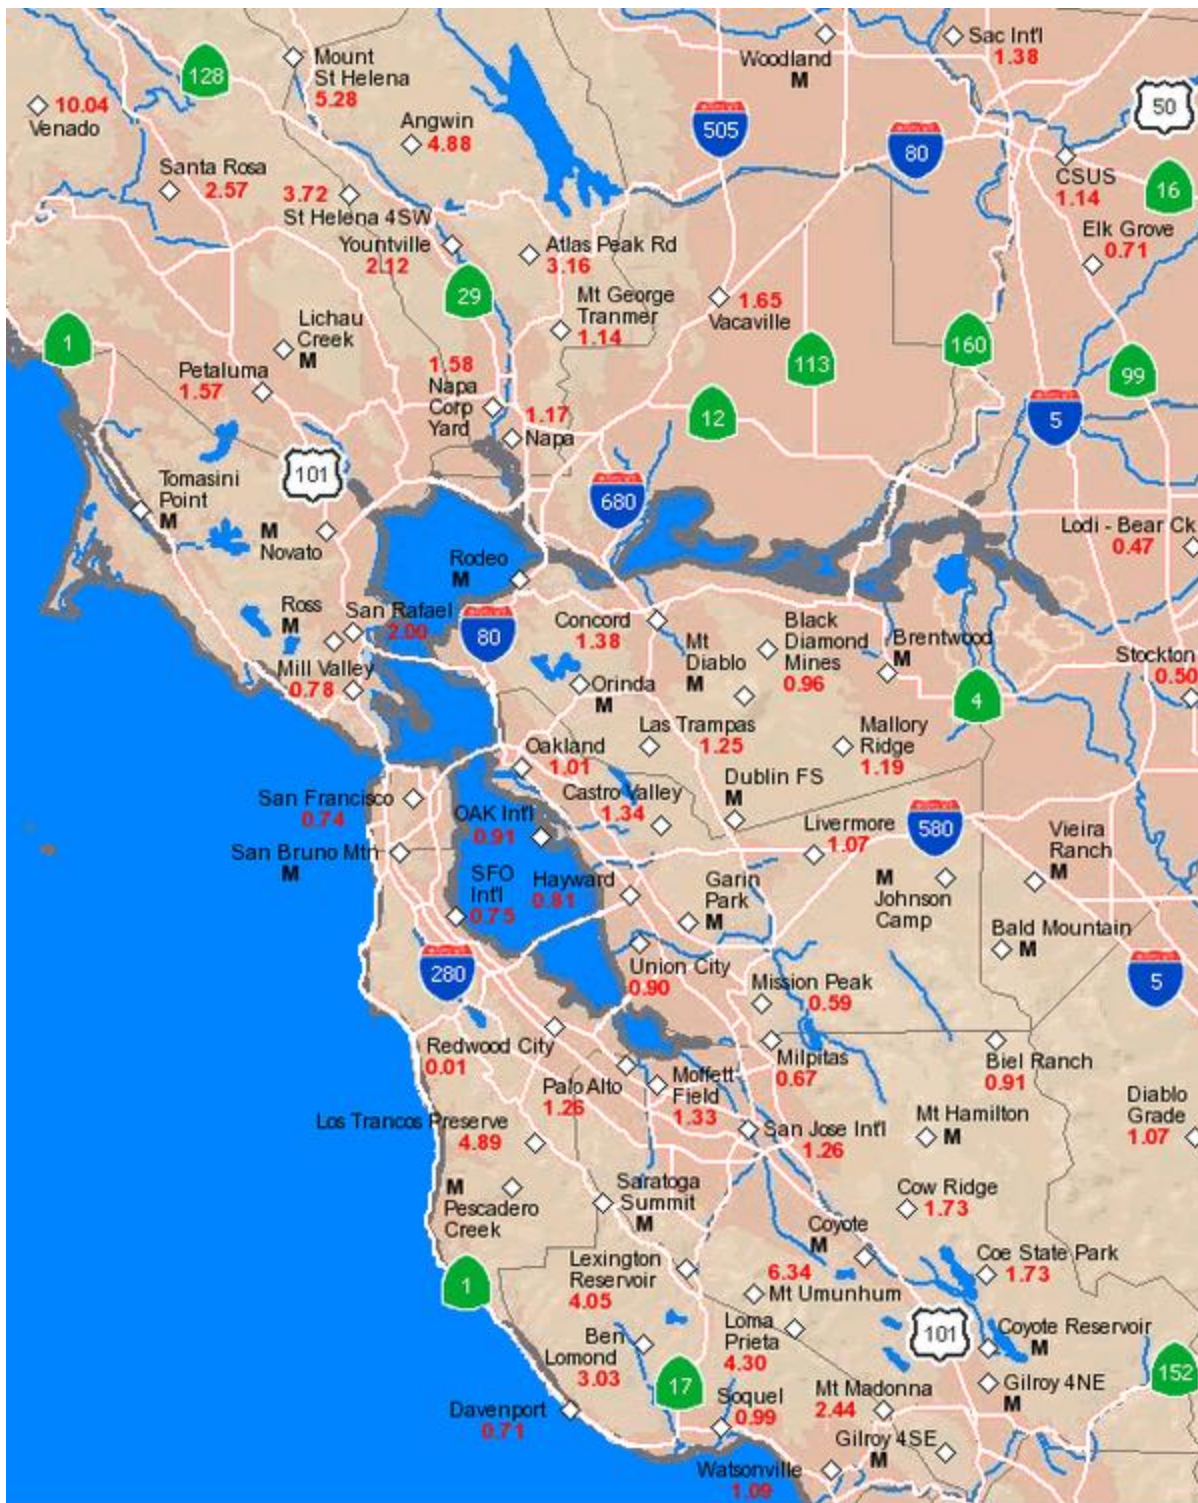 Sac Int'l
1.38
Woodland
M
Mount
St Helena
5.28
128
10.04
Venado
Angwin
4.88
505
80
50
CSUS
1.14
16
Santa Rosa
2.57
3.72
St Helena 4SW
Yountville
2.12
Atlas Peak Rd
3.16
Elk Grove
0.71
29
Mt George
Tranmer
1.14
1.65
Vacaville
1
Lichau
Creek
M
160
113
99
Petaluma
1.57
1.58
Napa
Corp
Yard
1.17
Napa
12
5
101
Tomasini
Point
M
680
M
Novato
Lodi - Bear Ck
0.47
Rodeo
M
Ross
M
San Rafael
2.00
80
Concord
1.38
Black
Diamond
Mines
0.96
Mt
Diablo
M
Brentwood
M
Stockton
0.50
Mill Valley
0.78
Orinda
M
4
Las Trampas
1.25
Mallory
Ridge
1.19
Oakland
1.01
Dublin FS
M
San Francisco
0.74
Castro Valley
1.34
OAK Int'l
0.91
Livermore
1.07
580
Vieira
Ranch
M
San Bruno Mtn
M
SFO
Int'l
0.75
Hayward
0.81
Garin
Park
M
M
Johnson
Camp
Bald Mountain
M
280
Union City
0.90
Mission Peak
0.59
5
Redwood City
0.01
Milpitas
0.67
Biel Ranch
0.91
Palo Alto
1.26
Moffett
Field
1.33
Diablo
Grade
1.07
Los Trancos Preserve
4.89
San Jose Int'l
1.26
Mt Hamilton
M
M
Pescadero
Creek
Saratoga
Summit
M
Cow Ridge
1.73
Coyote
M
1
Lexington
Reservoir
4.05
6.34
Mt Umunhum
Coe State Park
1.73
Ben
Lomond
3.03
Loma
Prieta
4.30
101
Coyote Reservoir
M
17
152
Gilroy 4NE
M
Davenport
0.71
Soquel
0.99
Mt Madonna
2.44
Gilroy 4SE
M
Watsonville
1.09